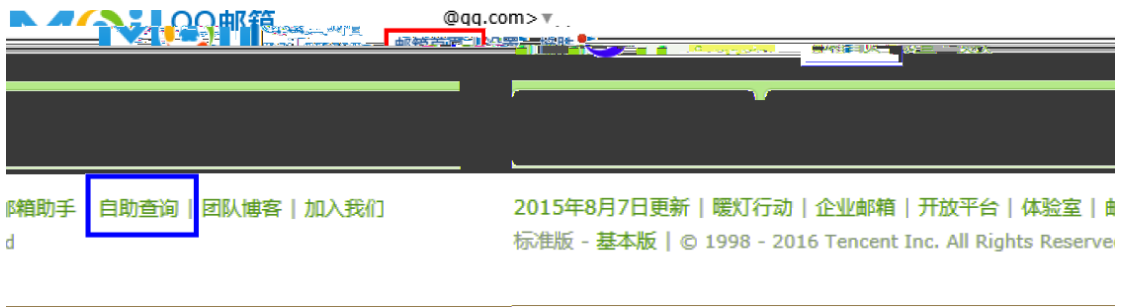 QQ邮箱
@qq.com>▼
邮箱助手 | 自助查询 | 团队博客 | 加入我们
2015年8月7日更新 | 暖灯行动 | 企业邮箱 | 开放平台 | 体验室 |
d
标准版 - 基本版 | © 1998 - 2016 Tencent Inc. All Rights Reserve